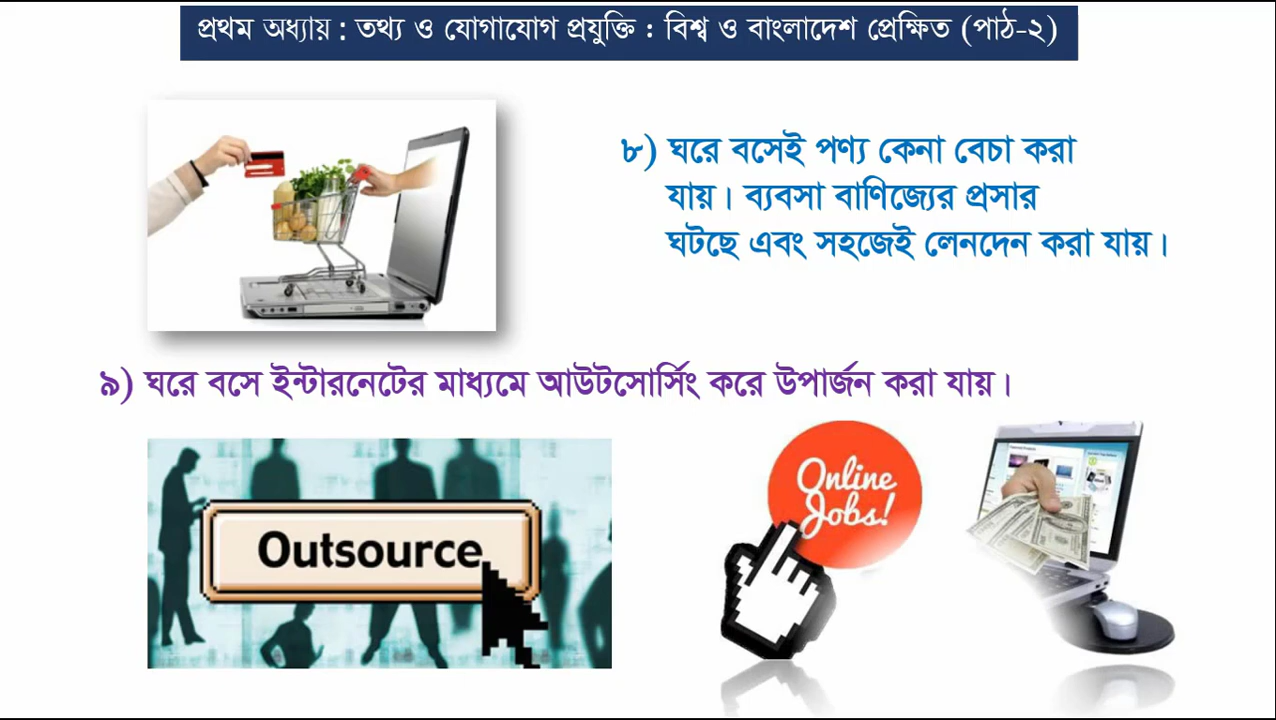 প্রথম অধ্যায় : তথ্য ও যোগাযোগ প্রযুক্তি : বিশ্ব ও বাংলাদেশ প্রেক্ষিত (পাঠ-২)
৮) ঘরে বসেই পণ্য কেনা বেচা করা
যায়। ব্যবসা বাণিজ্যের প্রসার
ঘটছে এবং সহজেই লেনদেন করা যায়।
৯) ঘরে বসে ইন্টারনেটের মাধ্যমে আউটসোর্সিং করে উপার্জন করা যায়।
Outsource
Online
Jobs!